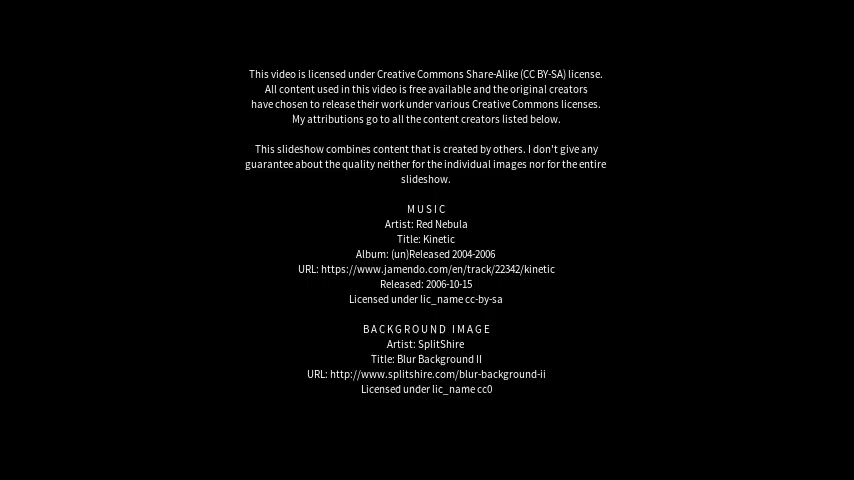 This video is licensed under Creative Commons Share-Alike (CC BY-SA) license.
All content used in this video is free available and the original creators
have chosen to release their work under various Creative Commons licenses.
My attributions go to all the content creators listed below.
This slideshow combines content that is created by others. I don't give any
guarantee about the quality neither for the individual images nor for the entire
slideshow.
MUSIC
Artist: Red Nebula
Title: Kinetic
Album: (un)Released 2004-2006
URL: https://www.jamendo.com/en/track/22342/kinetic
Released: 2006-10-15
Licensed under lic_name cc-by-sa
BACKGROUND IMAGE
Artist: SplitShire
Title: Blur Background II
URL: http://www.splitshire.com/blur-background-ii
Licensed under lic_name cc0